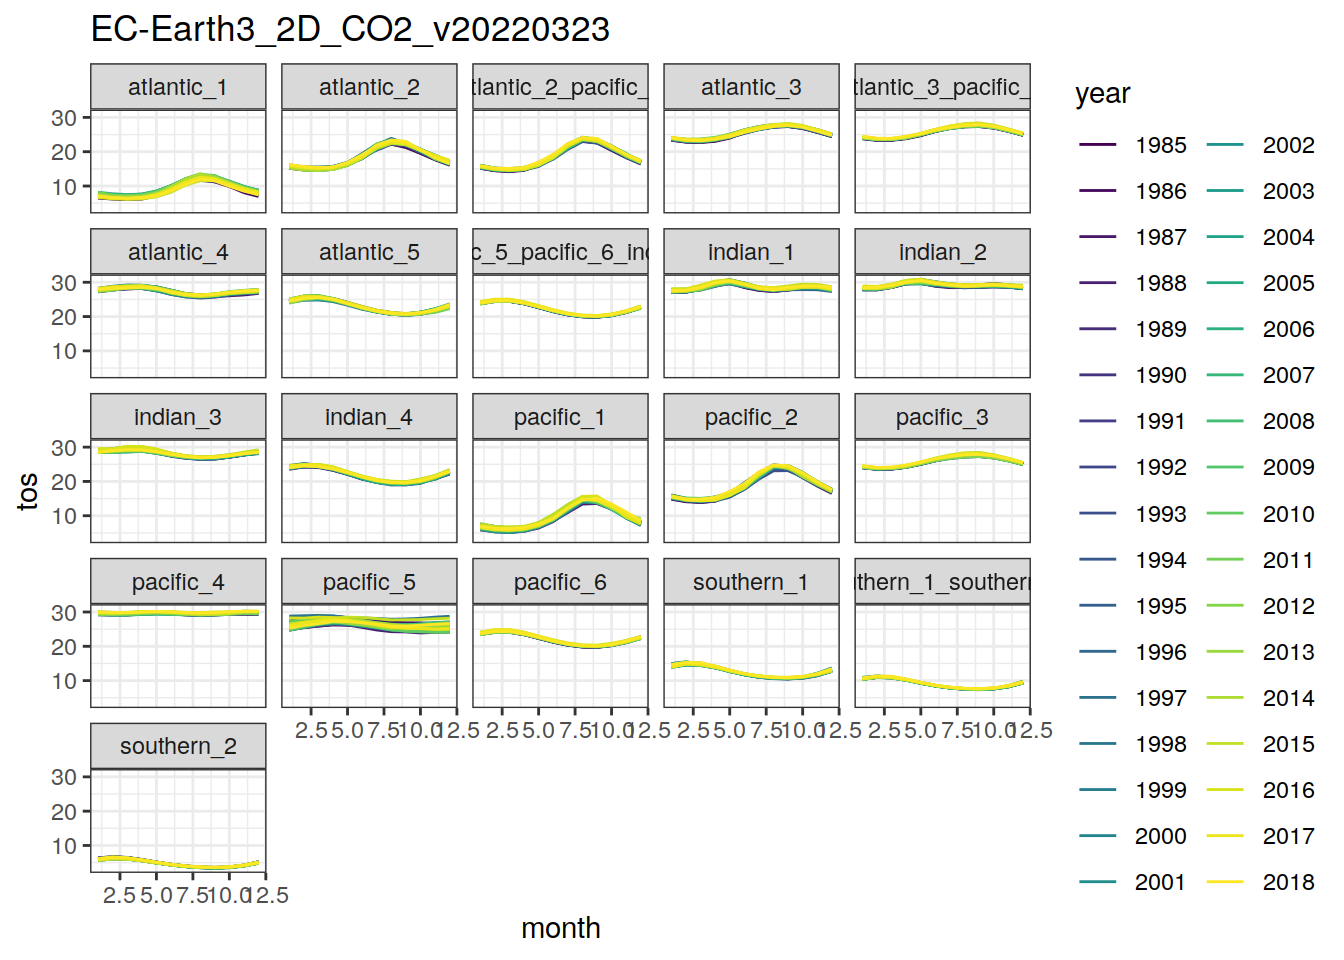 EC-Earth3_2D_CO2_v20220323
atlantic_1 atlantic_2 tlantic_2_pacific_ atlantic_3 tlantic_3_pacific_
30
20
10
atlantic_4 atlantic_5 c_5_pacific_6_ind indian_1 indian_2
30
20
10
indian_3 indian_4 pacific_1 pacific_2 pacific_3
30
20
10
pacific_4 pacific_5 pacific_6 southern_1 thern_1_southern
30
20
10
2.5 5.0 7.5 10.0 12.5 2.5 5.0 7.5 10.0 12.5 2.5 5.0 7.5 10.0 12.5 2.5 5.0 7.5 10.0 12.5
southern_2
30
20
10
2.5 5.0 7.5 10.0 12.5
month
tos
year
1985 2002
1986 2003
1987 2004
1988 2005
1989 2006
1990 2007
1991 2008
1992 2009
1993 2010
1994 2011
1995 2012
1996 2013
1997 2014
1998 2015
1999 2016
2000 2017
2001 2018